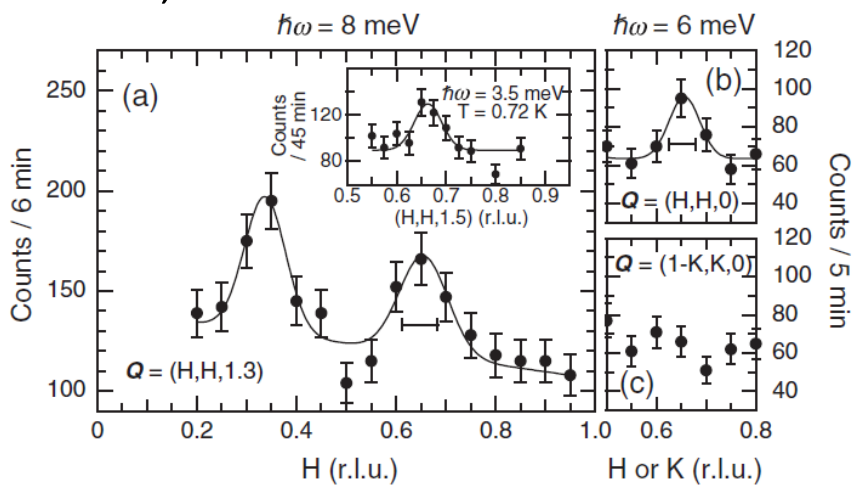 ℏω = 8 meV
ℏω = 6 meV
(a)
250
200
150
100
Counts / 6 min
0
0.2
0.4
0.6
0.8
1.0
H (r.l.u.)
Q = (H,H,1.3)
ℏω = 3.5 meV
T = 0.72 K
Counts
/ 45 min
120
80
0.5
0.6
0.7
0.8
0.9
(H,H,1.5) (r.l.u.)
(b)
Q = (H,H,0)
120
100
80
60
40
Q = (1-K,K,0)
(c)
120
100
80
60
40
Counts / 5 min
0.6
0.8
H or K (r.l.u.)